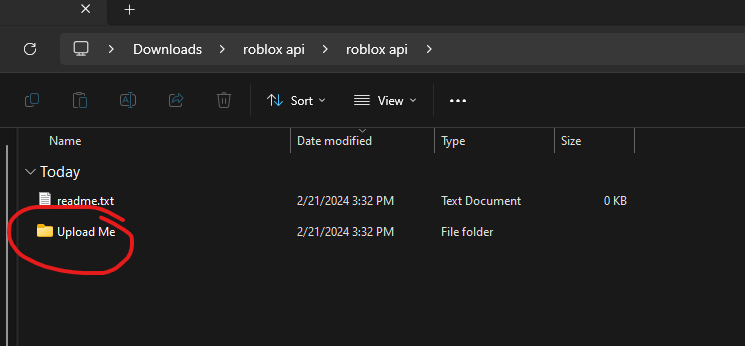 Downloads > roblox api > roblox api >
Sort View ...
Name Date modified Type Size
Today
readme.txt 2/21/2024 3:32 PM Text Document 0 KB
Upload Me 2/21/2024 3:32 PM File folder